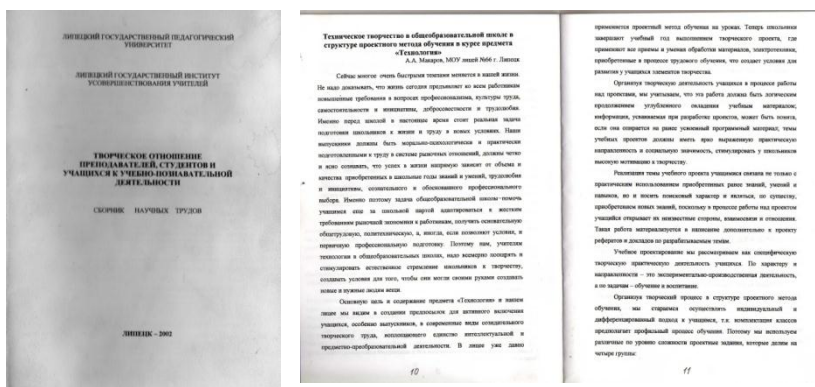 ЛИПЕЦКИЙ ГОСУДАРСТВЕННЫЙ ПЕДАГОГИЧЕСКИЙ
УНИВЕРСИТЕТ
ЛИПЕЦКИЙ ГОСУДАРСТВЕННЫЙ ИНСТИТУТ
УСОВЕРШЕНСТВОВАНИЯ УЧИТЕЛЕЙ
ТВОРЧЕСКОЕ ОТНОШЕНИЕ
ПРЕПОДАВАТЕЛЕЙ, СТУДЕНТОВ И
УЧАЩИХСЯ К УЧЕБНО-ПОЗНАВАТЕЛЬНОЙ
ДЕЯТЕЛЬНОСТИ
СБОРНИК НАУЧНЫХ ТРУДОВ
ЛИПЕЦК – 2002
Техническое творчество в общеобразовательной школе в
структуре проектного метода обучения в курсе предмета
«Технология»
А.А. Макаров, МОУ лицей №66 г. Липецк
Сейчас многое очень быстрыми темпами меняется в нашей жизни.
Не надо доказывать, что жизнь сегодня предъявляет ко всем работникам
повышенные требования в вопросах профессионализма, культуры труда,
самостоятельности и инициативы, добросовестности и трудолюбия.
Именно перед школой в настоящее время стоит реальная задача
подготовки школьников к жизни и труду в новых условиях. Наши
выпускники должны быть морально-психологически и практически
подготовленными к труду в системе рыночных отношений, должны четко
и ясно сознавать, что успех в жизни напрямую зависит от объема и
качества приобретенных в школьные годы знаний и умений, трудолюбия
и инициативы, сознательного и обоснованного профессионального
выбора. Именно поэтому задача общеобразовательной школы–помочь
учащимся еще за школьной партой адаптироваться к жестким
требованиям рыночной экономики к работникам, получить основательную
общетрудовую, политехническую, а, иногда, если позволяют условия, и
первичную профессиональную подготовку. Поэтому нам, учителям
технологии в общеобразовательных школах, надо всемерно поощрять и
стимулировать естественное стремление школьников к творчеству,
создавать условия для того, чтобы они могли своими руками создавать
новые и нужные людям вещи.
Основную цель и содержание предмета «Технология» в нашем
лицее мы видим в создании предпосылок для активного включения
учащихся, особенно выпускников, в современные виды созидательного
творческого труда, воплощающего единство интеллектуальной и
предметно-преобразовательной деятельности. В лицее уже давно
10
применяется проектный метод обучения на уроках. Теперь школьники
завершают учебный год выполнением творческого проекта, где
применяют все приемы и умения обработки материалов, электротехники,
приобретенные в процессе трудового обучения, что создает условия для
развития у учащихся элементов творчества.
Организуя творческую деятельность учащихся в процессе работы
над проектами, мы учитываем, что эта работа должна быть логическим
продолжением углубленного овладения учебным материалом;
информация, усваиваемая при разработке проектов, может быть понята,
если она опирается на ранее усвоенный программный материал; темы
учебных проектов должны иметь ярко выраженную практическую
направленность и социальную значимость, стимулировать у школьников
высокую мотивацию к творчеству.
Реализация темы учебного проекта учащимися связана не только с
практическим использованием приобретенных ранее знаний, умений и
навыков, но и носить поисковый характер и являться, по существу,
приобретением новых знаний, поскольку в процессе работы над проектом
учащийся открывает их неизвестные стороны, взаимосвязи и отношения.
Такая работа материализуется в написании дополнительно к проекту
рефератов и докладов по разрабатываемым темам.
Учебное проектирование мы рассматриваем как специфическую
творческую практическую деятельность учащихся. По характеру и
направленности – это экспериментально-производственная деятельность,
а по задачам – обучение и воспитание.
Организуя творческий процесс в структуре проектного метода
обучения, мы стараемся осуществлять индивидуальный и
дифференцированный подход к учащимся, т.к. комплектация классов
предполагает профильный процесс обучения. Поэтому мы используем
различные по уровню сложности проектные задания, которые делим на
четыре группы:
11